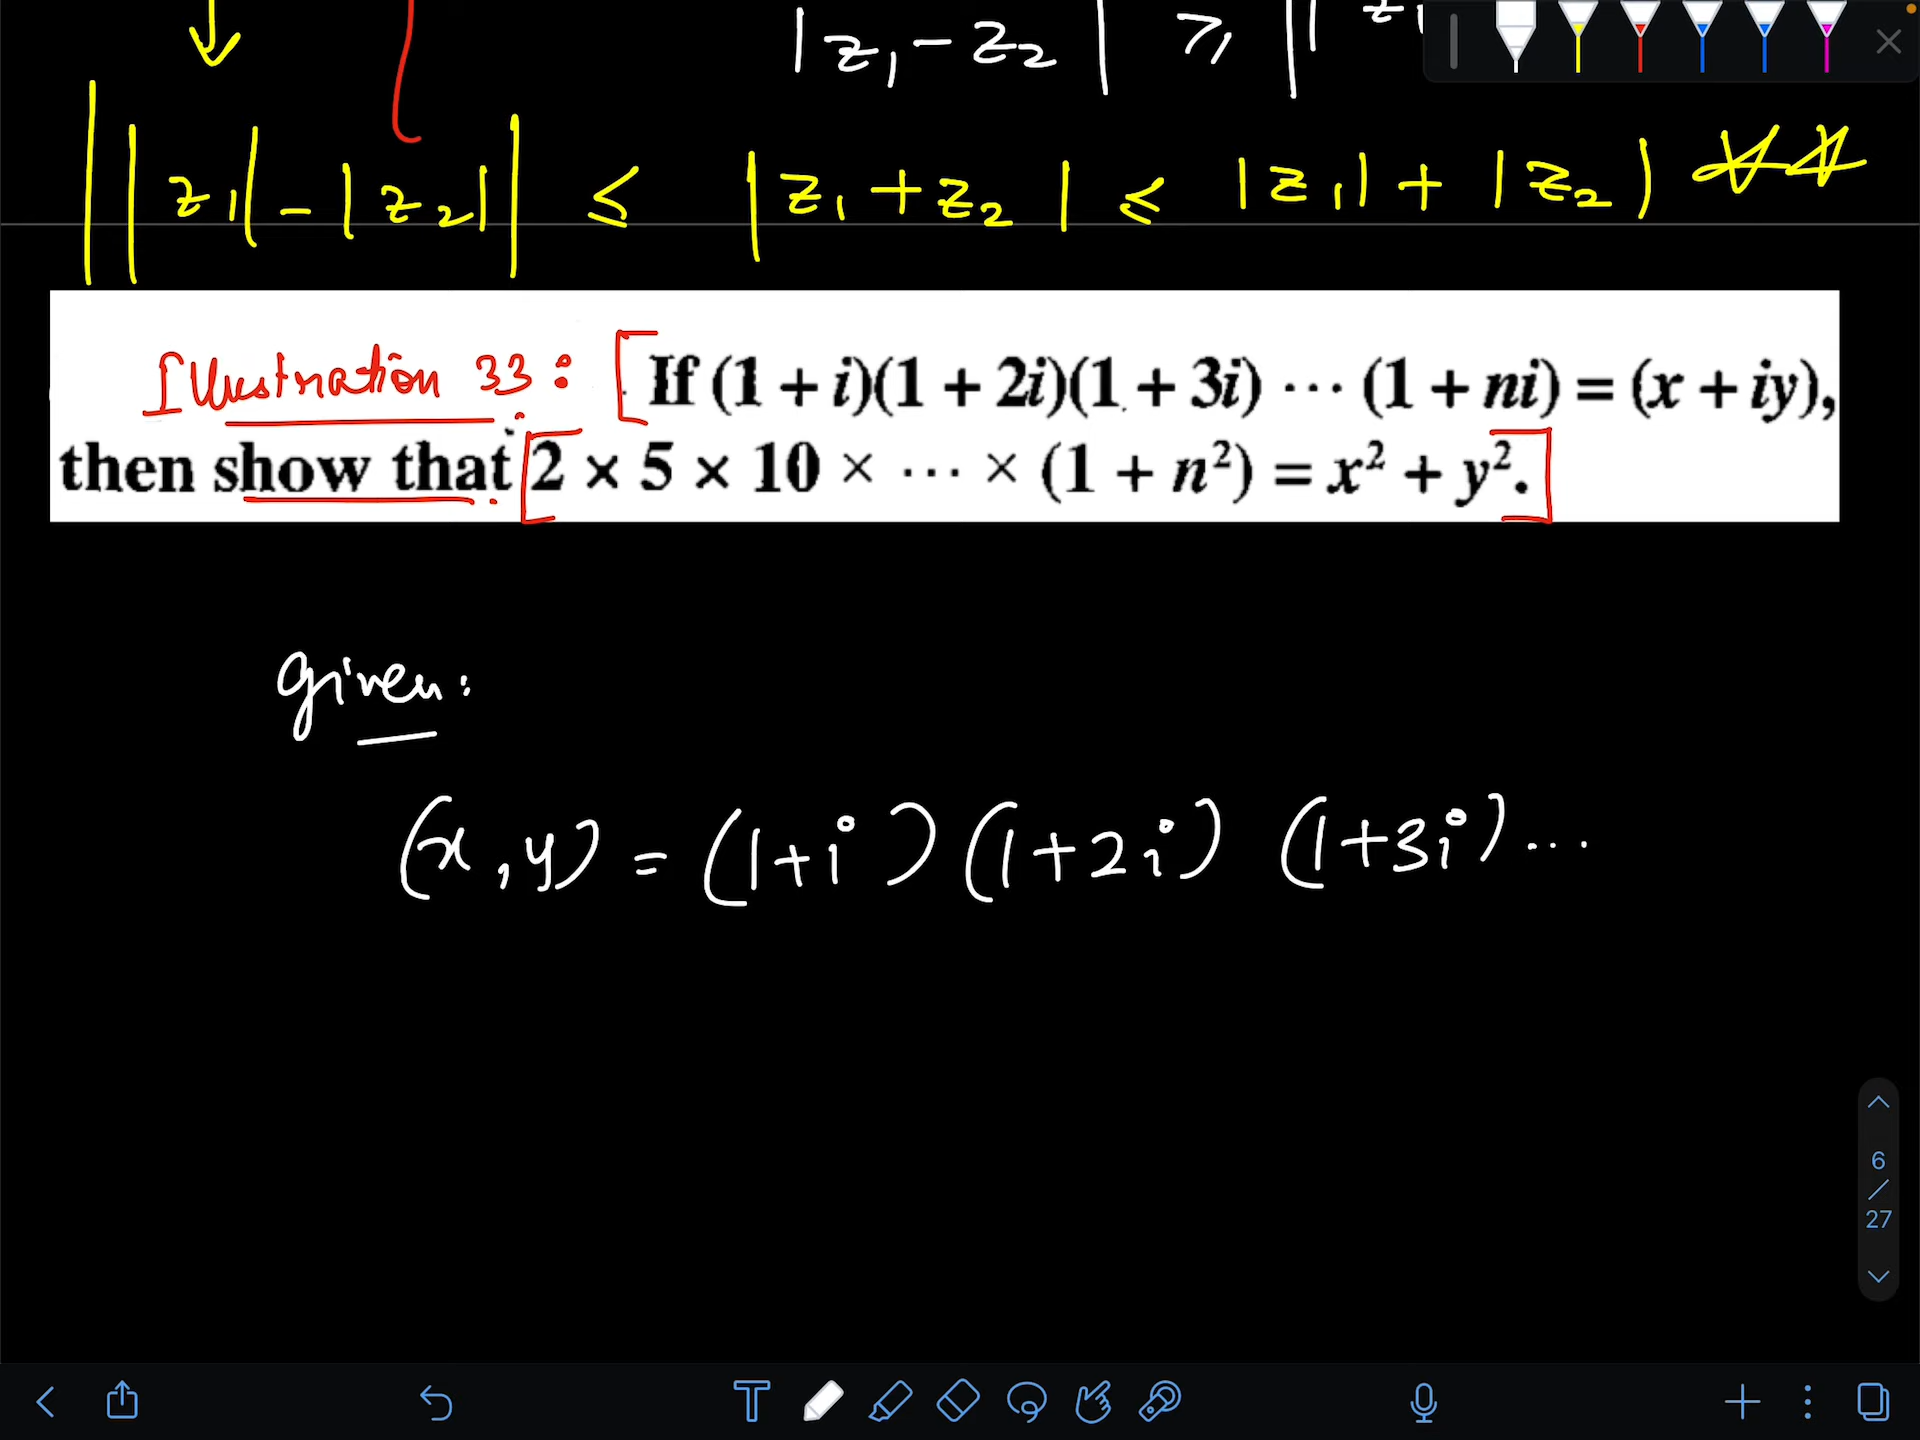 |z₁ - z₂| ≥ ||z₁
||z₁| - |z₂|| ≤ |z₁ + z₂| ≤ |z₁| + |z₂|
Illustration 33: [If (1 + i)(1 + 2i)(1 + 3i) ⋯ (1 + ni) = (x + iy),
then show that [2 × 5 × 10 × ⋯ × (1 + n²) = x² + y².]
Given:
(x, y) = (1+i) (1+2i) (1+3i) ...
6
/
27
T